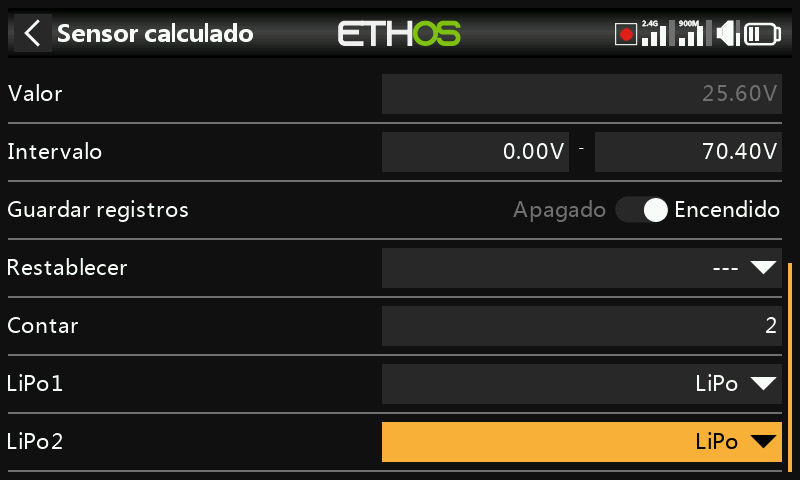 Sensor calculado ETHOS 2.4G 900M
Valor 25.60V
Intervalo 0.00V - 70.40V
Guardar registros Apagado Encendido
Restablecer ---
Contar 2
LiPo1 LiPo
LiPo2 LiPo